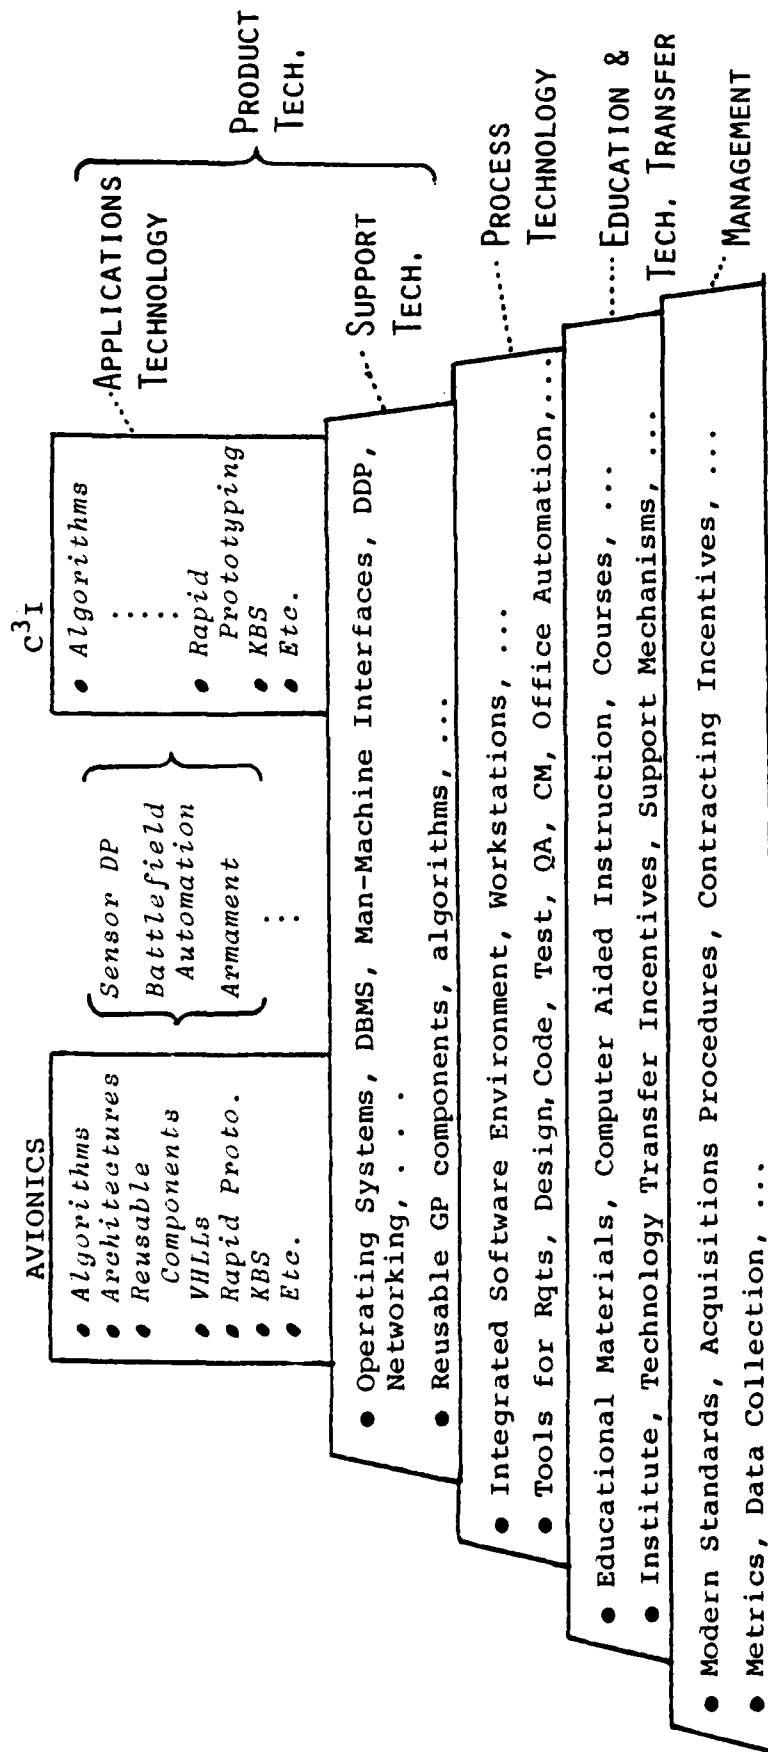 AVIONICS
• Algorithms
• Architectures
• Reusable
Components
• VHLLs
• Rapid Proto.
• KBS
• Etc.
Sensor DP
Battlefield
Automation
Armament
⋮
C³I
• Algorithms
⋮
• Rapid
Prototyping
• KBS
• Etc.
APPLICATIONS
TECHNOLOGY
PRODUCT
TECH.
• Operating Systems, DBMS, Man-Machine Interfaces, DDP,
Networking, . . .
• Reusable GP components, algorithms, ...
SUPPORT
TECH.
• Integrated Software Environment, Workstations, ...
• Tools for Rqts, Design, Code, Test, QA, CM, Office Automation,...
PROCESS
TECHNOLOGY
• Educational Materials, Computer Aided Instruction, Courses, ...
• Institute, Technology Transfer Incentives, Support Mechanisms, ...
EDUCATION &
TECH. TRANSFER
• Modern Standards, Acquisitions Procedures, Contracting Incentives, ...
• Metrics, Data Collection, ...
MANAGEMENT